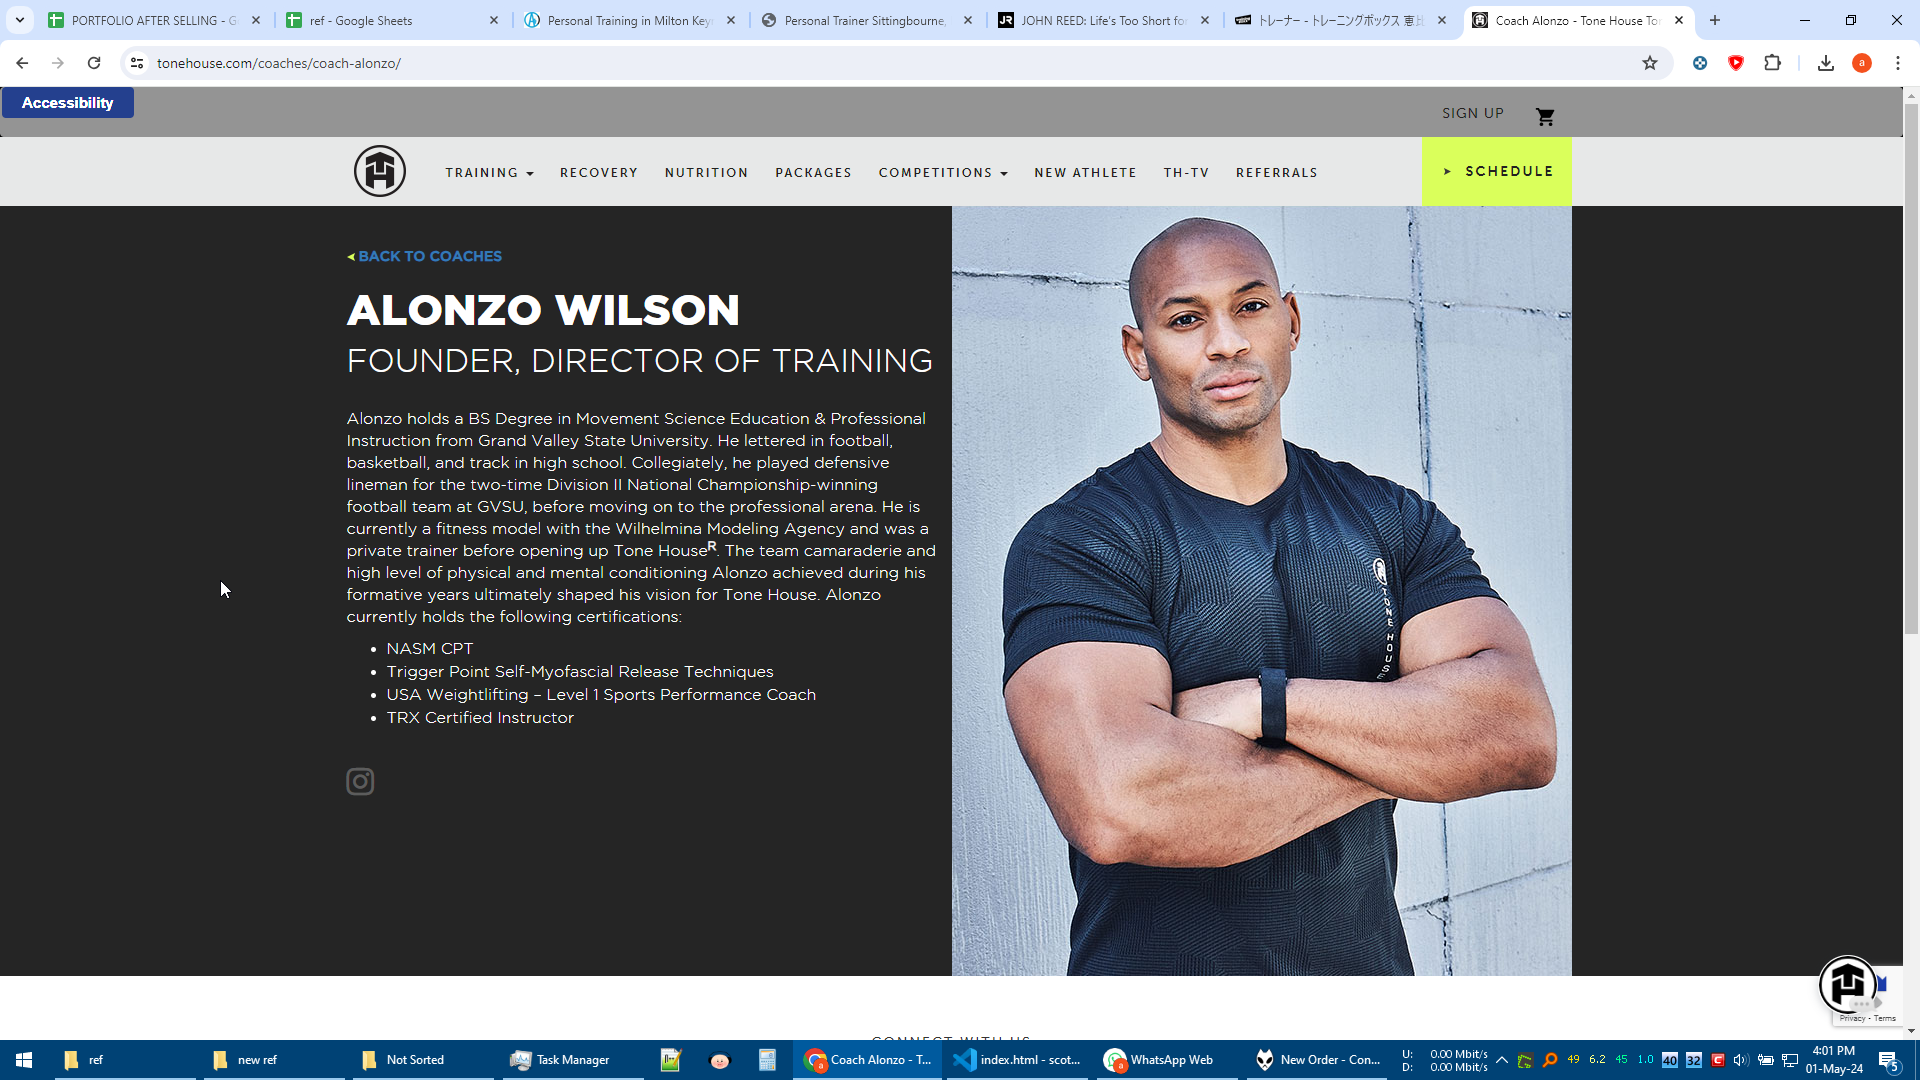 PORTFOLIO AFTER SELLING - G
ref - Google Sheets
Personal Training in Milton Keyn
Personal Trainer Sittingbourne,
JOHN REED: Life's Too Short fo
トレーナー - トレーニングボックス 恵比
Coach Alonzo - Tone House Ton
tonehouse.com/coaches/coach-alonzo/
a
Accessibility
SIGN UP
TRAINING
RECOVERY
NUTRITION
PACKAGES
COMPETITIONS
NEW ATHLETE
TH-TV
REFERRALS
SCHEDULE
BACK TO COACHES
ALONZO WILSON
FOUNDER, DIRECTOR OF TRAINING
Alonzo holds a BS Degree in Movement Science Education & Professional
Instruction from Grand Valley State University. He lettered in football,
basketball, and track in high school. Collegiately, he played defensive
lineman for the two-time Division II National Championship-winning
football team at GVSU, before moving on to the professional arena. He is
currently a fitness model with the Wilhelmina Modeling Agency and was a
private trainer before opening up Tone HouseR. The team camaraderie and
high level of physical and mental conditioning Alonzo achieved during his
formative years ultimately shaped his vision for Tone House. Alonzo
currently holds the following certifications:
• NASM CPT
• Trigger Point Self-Myofascial Release Techniques
• USA Weightlifting – Level 1 Sports Performance Coach
• TRX Certified Instructor
TONE HOUSE
Privacy - Terms
CONNECT WITH US
ref
new ref
Not Sorted
Task Manager
Coach Alonzo - T...
index.html - scot...
WhatsApp Web
New Order - Con...
U: 0.00 Mbit/s
D: 0.00 Mbit/s
49 6.2 45 1.0 40 32
4:01 PM
01-May-24
5